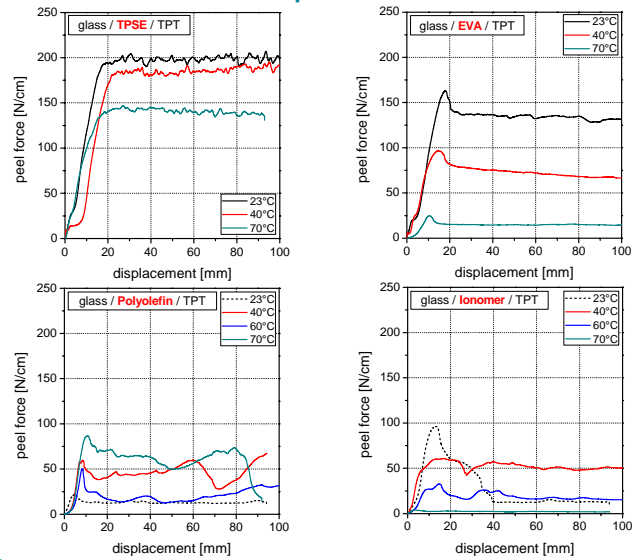 glass / TPSE / TPT
250
200
150
100
50
0
peel force [N/cm]
23°C
40°C
70°C
0 20 40 60 80 100
displacement [mm]
glass / EVA / TPT
250
200
150
100
50
0
peel force [N/cm]
23°C
40°C
70°C
0 20 40 60 80 100
displacement [mm]
glass / Polyolefin / TPT
250
200
150
100
50
0
peel force [N/cm]
23°C
40°C
60°C
70°C
0 20 40 60 80 100
displacement [mm]
glass / Ionomer / TPT
250
200
150
100
50
0
peel force [N/cm]
23°C
40°C
60°C
70°C
0 20 40 60 80 100
displacement [mm]